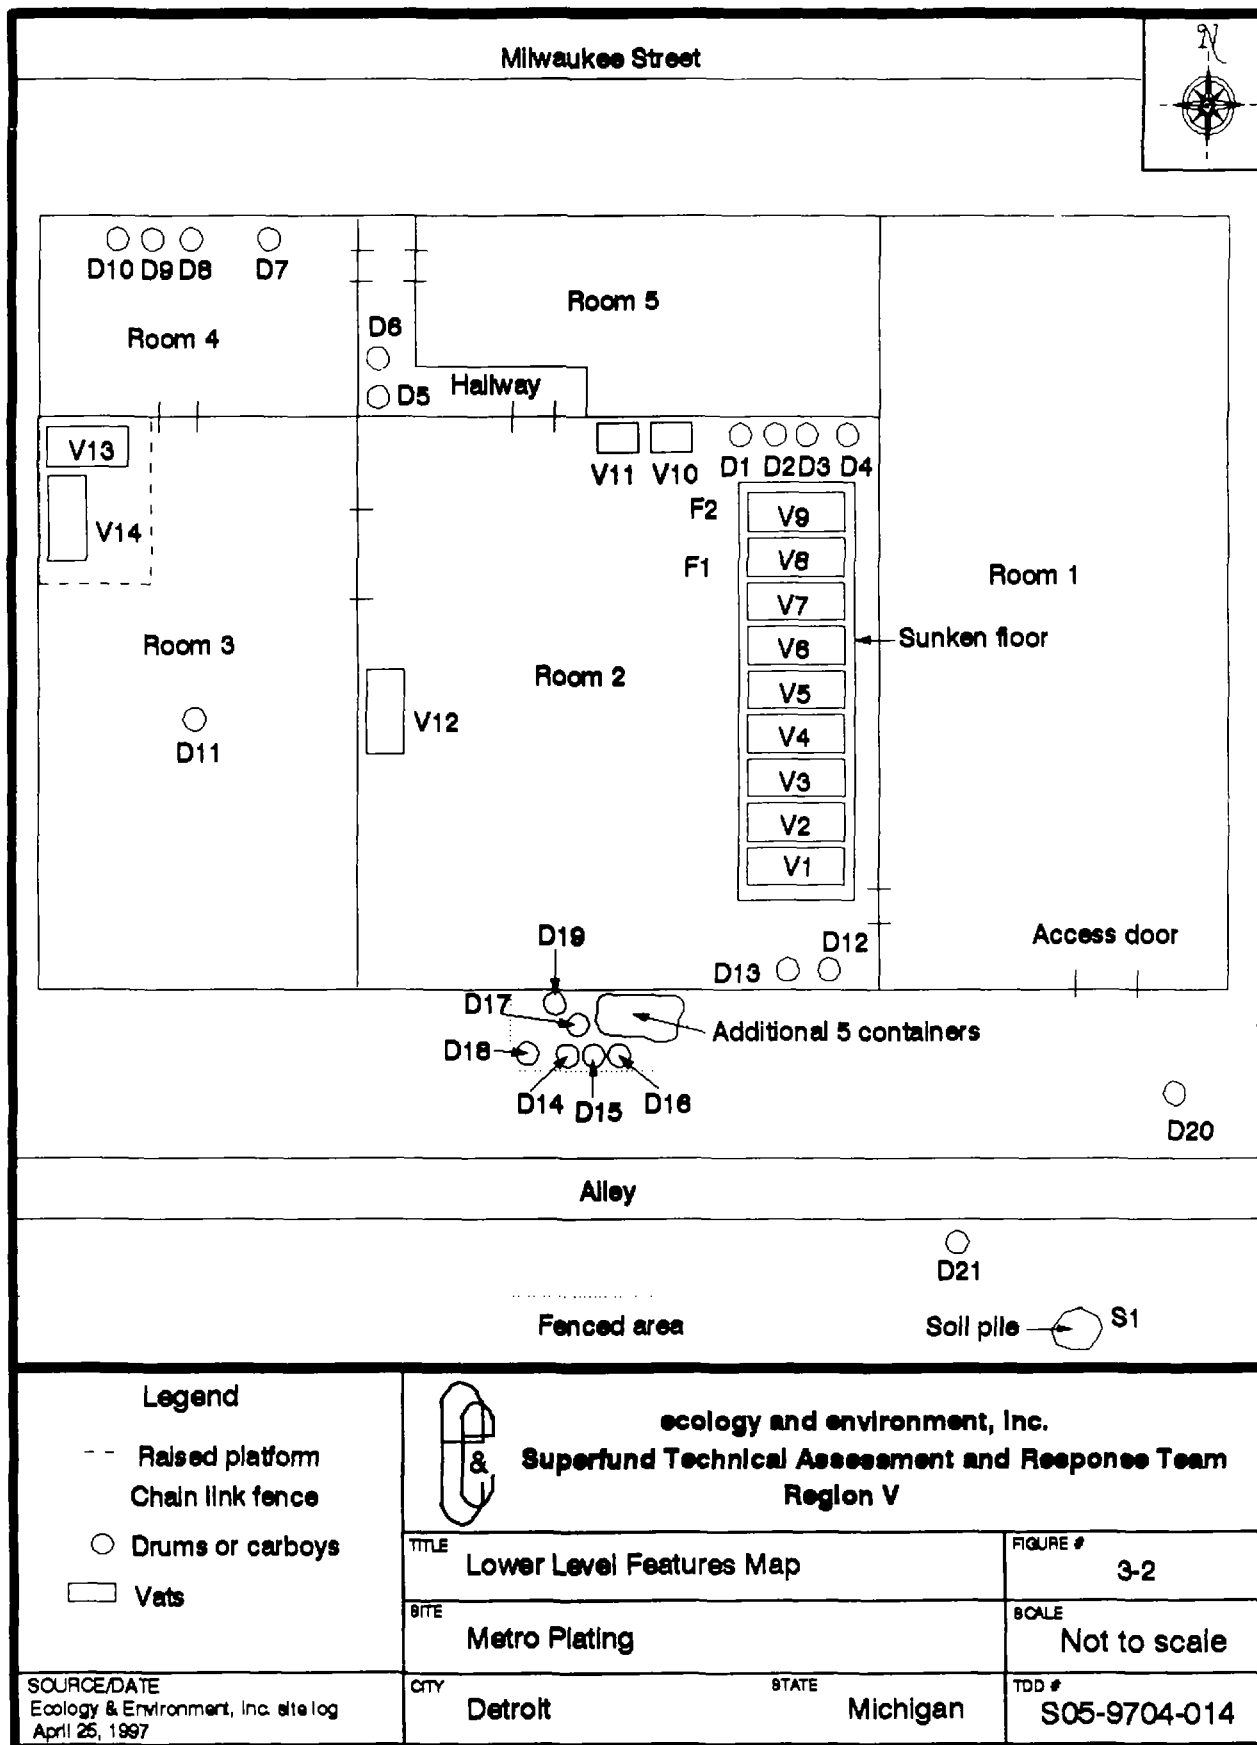 Milwaukee Street
N
D10 D9 D8 D7
Room 4
Room 5
D6
D5
Hallway
V13
V14
V11 V10 D1 D2 D3 D4
F2
V9
F1
V8
Room 1
V7
Room 3
V6
Sunken floor
Room 2
V5
V12
V4
D11
V3
V2
V1
D19
D12
Access door
D13
D17
Additional 5 containers
D18
D14 D15 D16
D20
Alley
D21
Fenced area
Soil pile
S1
Legend
-- Raised platform
Chain link fence
Drums or carboys
Vats
SOURCE/DATE
Ecology & Environment, Inc. site log
April 25, 1997
E
&
E
ecology and environment, inc.
Superfund Technical Assessment and Response Team
Region V
TITLE
Lower Level Features Map
FIGURE #
3-2
SITE
Metro Plating
SCALE
Not to scale
CITY
Detroit
STATE
Michigan
TDD #
S05-9704-014